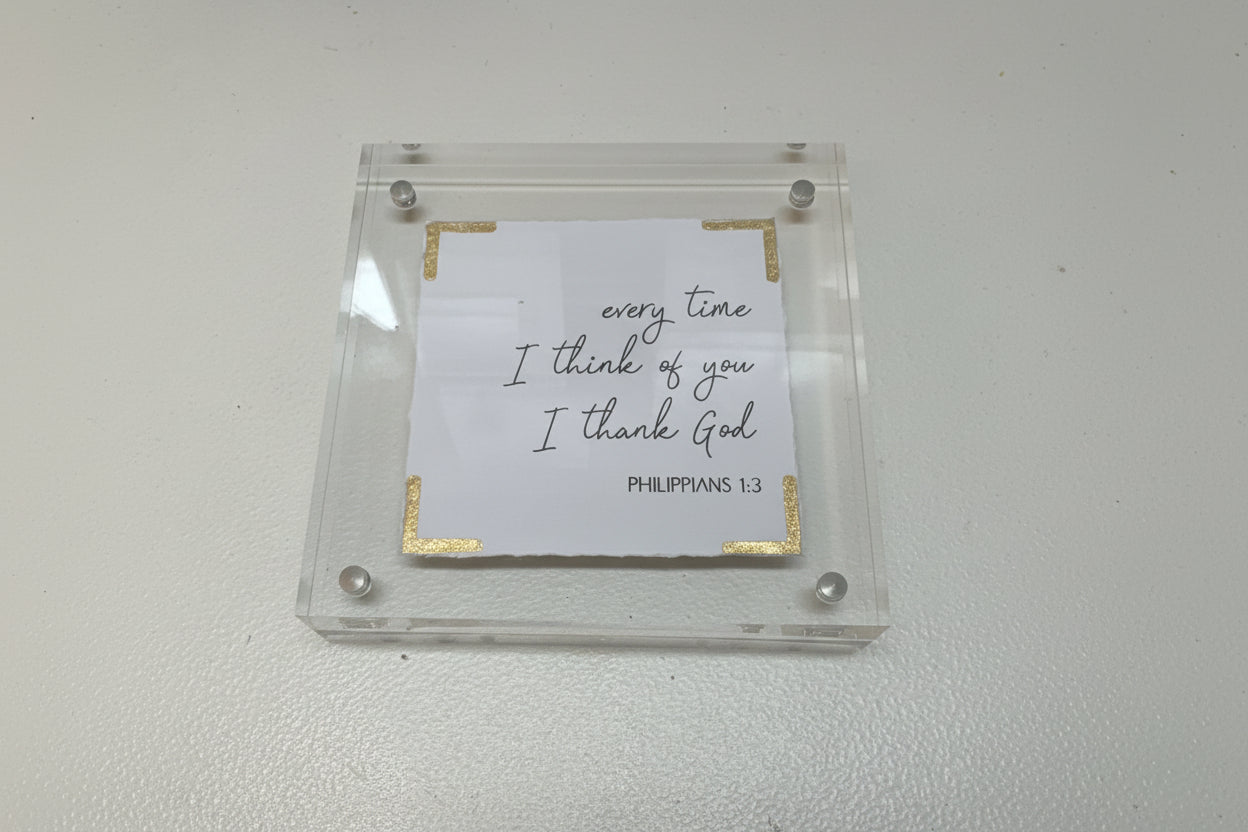 every time
I think of you
I thank God
PHILIPPIANS 1:3